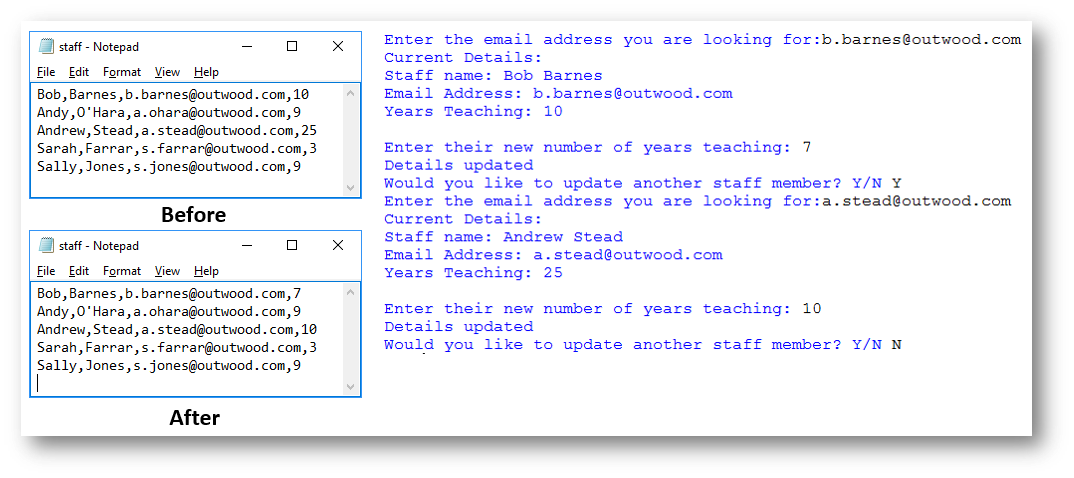 staff - Notepad
File Edit Format View Help
Bob,Barnes,b.barnes@outwood.com,10
Andy,O'Hara,a.ohara@outwood.com,9
Andrew,Stead,a.stead@outwood.com,25
Sarah,Farrar,s.farrar@outwood.com,3
Sally,Jones,s.jones@outwood.com,9
Before
staff - Notepad
File Edit Format View Help
Bob,Barnes,b.barnes@outwood.com,7
Andy,O'Hara,a.ohara@outwood.com,9
Andrew,Stead,a.stead@outwood.com,10
Sarah,Farrar,s.farrar@outwood.com,3
Sally,Jones,s.jones@outwood.com,9
After
Enter the email address you are looking for:b.barnes@outwood.com
Current Details:
Staff name: Bob Barnes
Email Address: b.barnes@outwood.com
Years Teaching: 10
Enter their new number of years teaching: 7
Details updated
Would you like to update another staff member? Y/N Y
Enter the email address you are looking for:a.stead@outwood.com
Current Details:
Staff name: Andrew Stead
Email Address: a.stead@outwood.com
Years Teaching: 25
Enter their new number of years teaching: 10
Details updated
Would you like to update another staff member? Y/N N